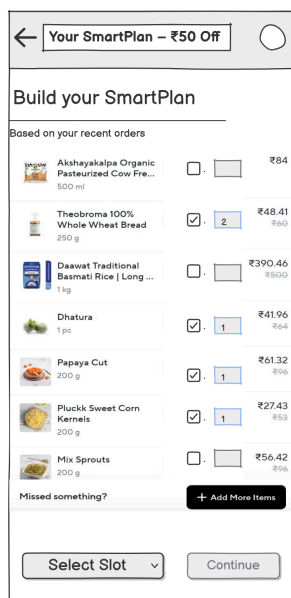 Your SmartPlan – ₹50 Off
Build your SmartPlan
Based on your recent orders
Akshayakalpa Organic
Pasteurized Cow Fre...
500 ml
.
₹84
Theobroma 100%
Whole Wheat Bread
250 g
. 2
₹48.41
₹60
Daawat Traditional
Basmati Rice | Long ...
1 kg
.
₹390.46
₹500
Dhatura
1 pc
. 1
₹41.96
₹64
Papaya Cut
200 g
. 1
₹61.32
₹96
Pluckk Sweet Corn
Kernels
200 g
. 1
₹27.43
₹53
Mix Sprouts
200 g
.
₹56.42
₹96
Missed something?
+ Add More Items
Select Slot
Continue